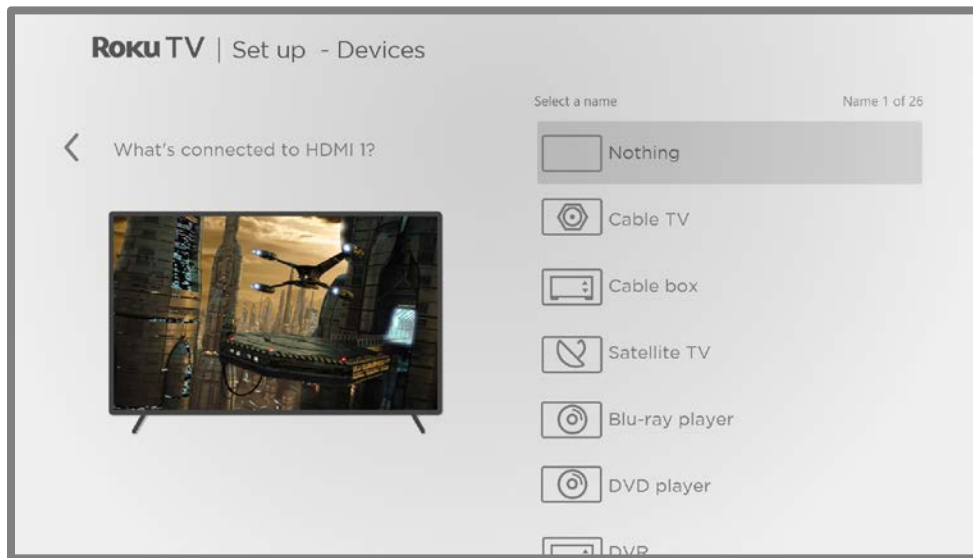 Roku TV | Set up - Devices
Select a name
Name 1 of 26
What's connected to HDMI 1?
Nothing
Cable TV
Cable box
Satellite TV
Blu-ray player
DVD player
DVR